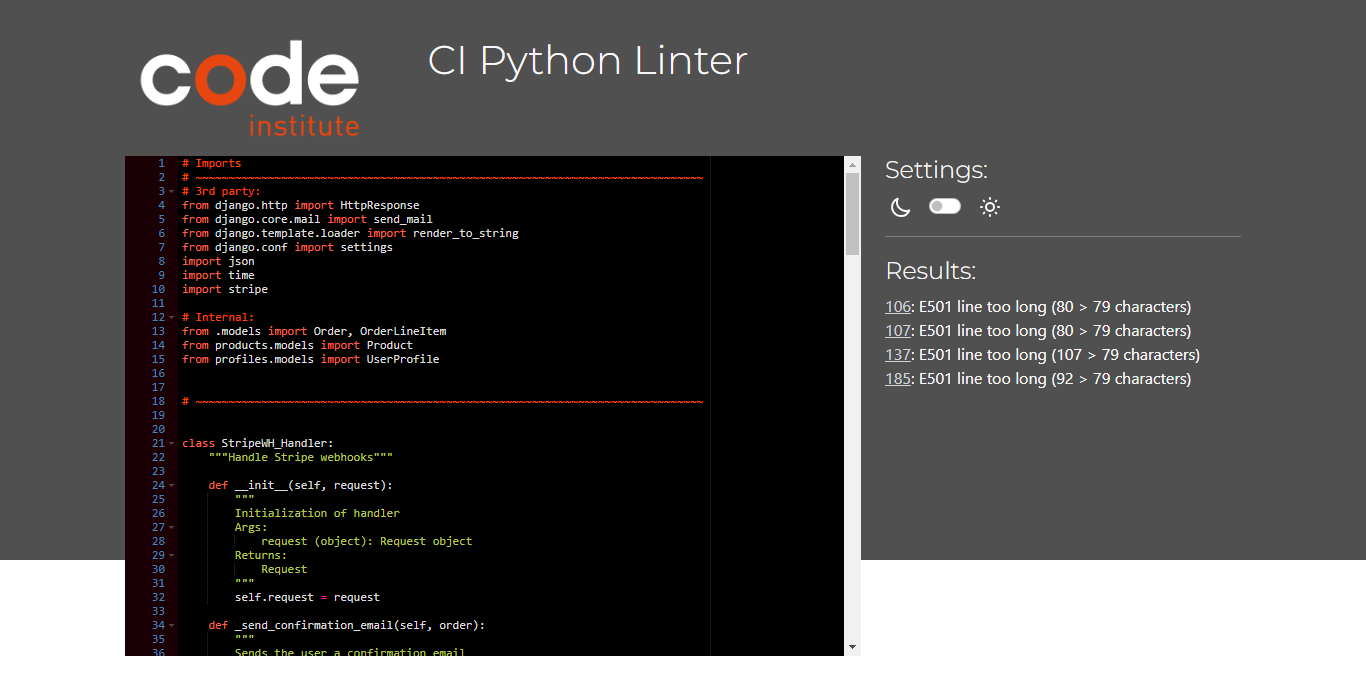 code
institute
CI Python Linter
1 # Imports
2 # ~~~~~~~~~~~~~~~~~~~~~~~~~~~~~~~~~~~~~~~~~~~~~~~~~~~~~~~~~~~~~~~~~~~~~~~~~~~~~
3 # 3rd party:
4 from django.http import HttpResponse
5 from django.core.mail import send_mail
6 from django.template.loader import render_to_string
7 from django.conf import settings
8 import json
9 import time
10 import stripe
11
12 # Internal:
13 from .models import Order, OrderLineItem
14 from products.models import Product
15 from profiles.models import UserProfile
16
17
18 # ~~~~~~~~~~~~~~~~~~~~~~~~~~~~~~~~~~~~~~~~~~~~~~~~~~~~~~~~~~~~~~~~~~~~~~~~~~~~~
19
20
21 class StripeWH_Handler:
22     """Handle Stripe webhooks"""
23
24     def __init__(self, request):
25         """
26         Initialization of handler
27         Args:
28             request (object): Request object
29         Returns:
30             Request
31         """
32         self.request = request
33
34     def _send_confirmation_email(self, order):
35         """
36         Sends the user a confirmation email
Settings:
Results:
106: E501 line too long (80 > 79 characters)
107: E501 line too long (80 > 79 characters)
137: E501 line too long (107 > 79 characters)
185: E501 line too long (92 > 79 characters)